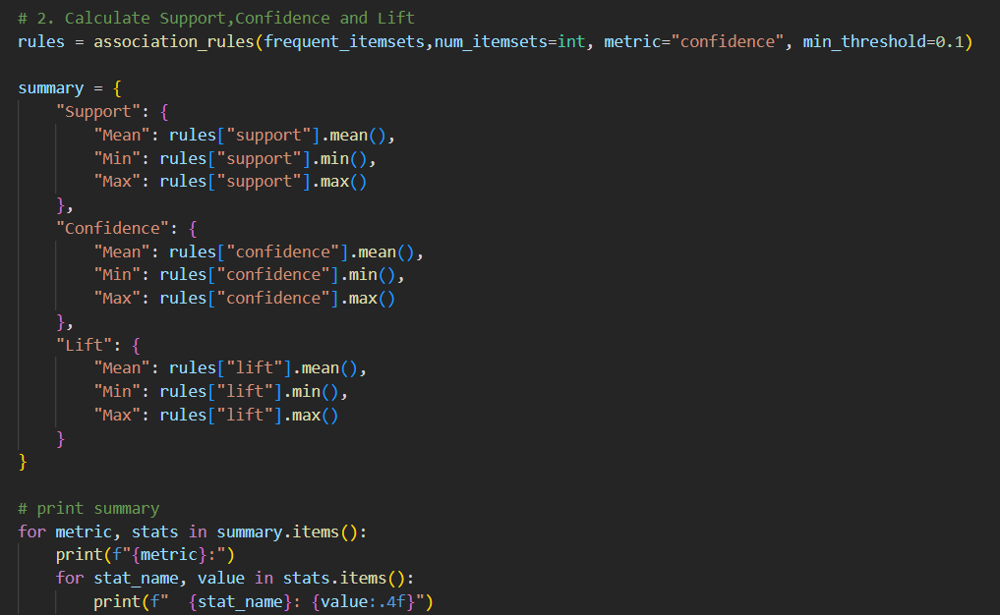 # 2. Calculate Support,Confidence and Lift
rules = association_rules(frequent_itemsets,num_itemsets=int, metric="confidence", min_threshold=0.1)

summary = {
    "Support": {
        "Mean": rules["support"].mean(),
        "Min": rules["support"].min(),
        "Max": rules["support"].max()
    },
    "Confidence": {
        "Mean": rules["confidence"].mean(),
        "Min": rules["confidence"].min(),
        "Max": rules["confidence"].max()
    },
    "Lift": {
        "Mean": rules["lift"].mean(),
        "Min": rules["lift"].min(),
        "Max": rules["lift"].max()
    }
}

# print summary
for metric, stats in summary.items():
    print(f"{metric}:")
    for stat_name, value in stats.items():
        print(f"  {stat_name}: {value:.4f}")